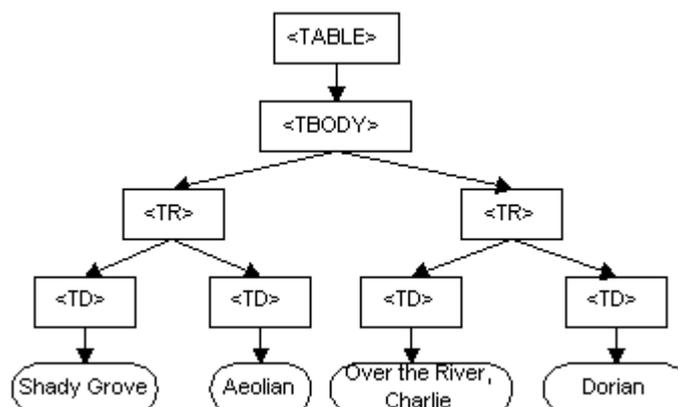 <TABLE>
<TBODY>
<TR>
<TR>
<TD>
<TD>
<TD>
<TD>
Shady Grove
Aeolian
Over the River,
Charlie
Dorian